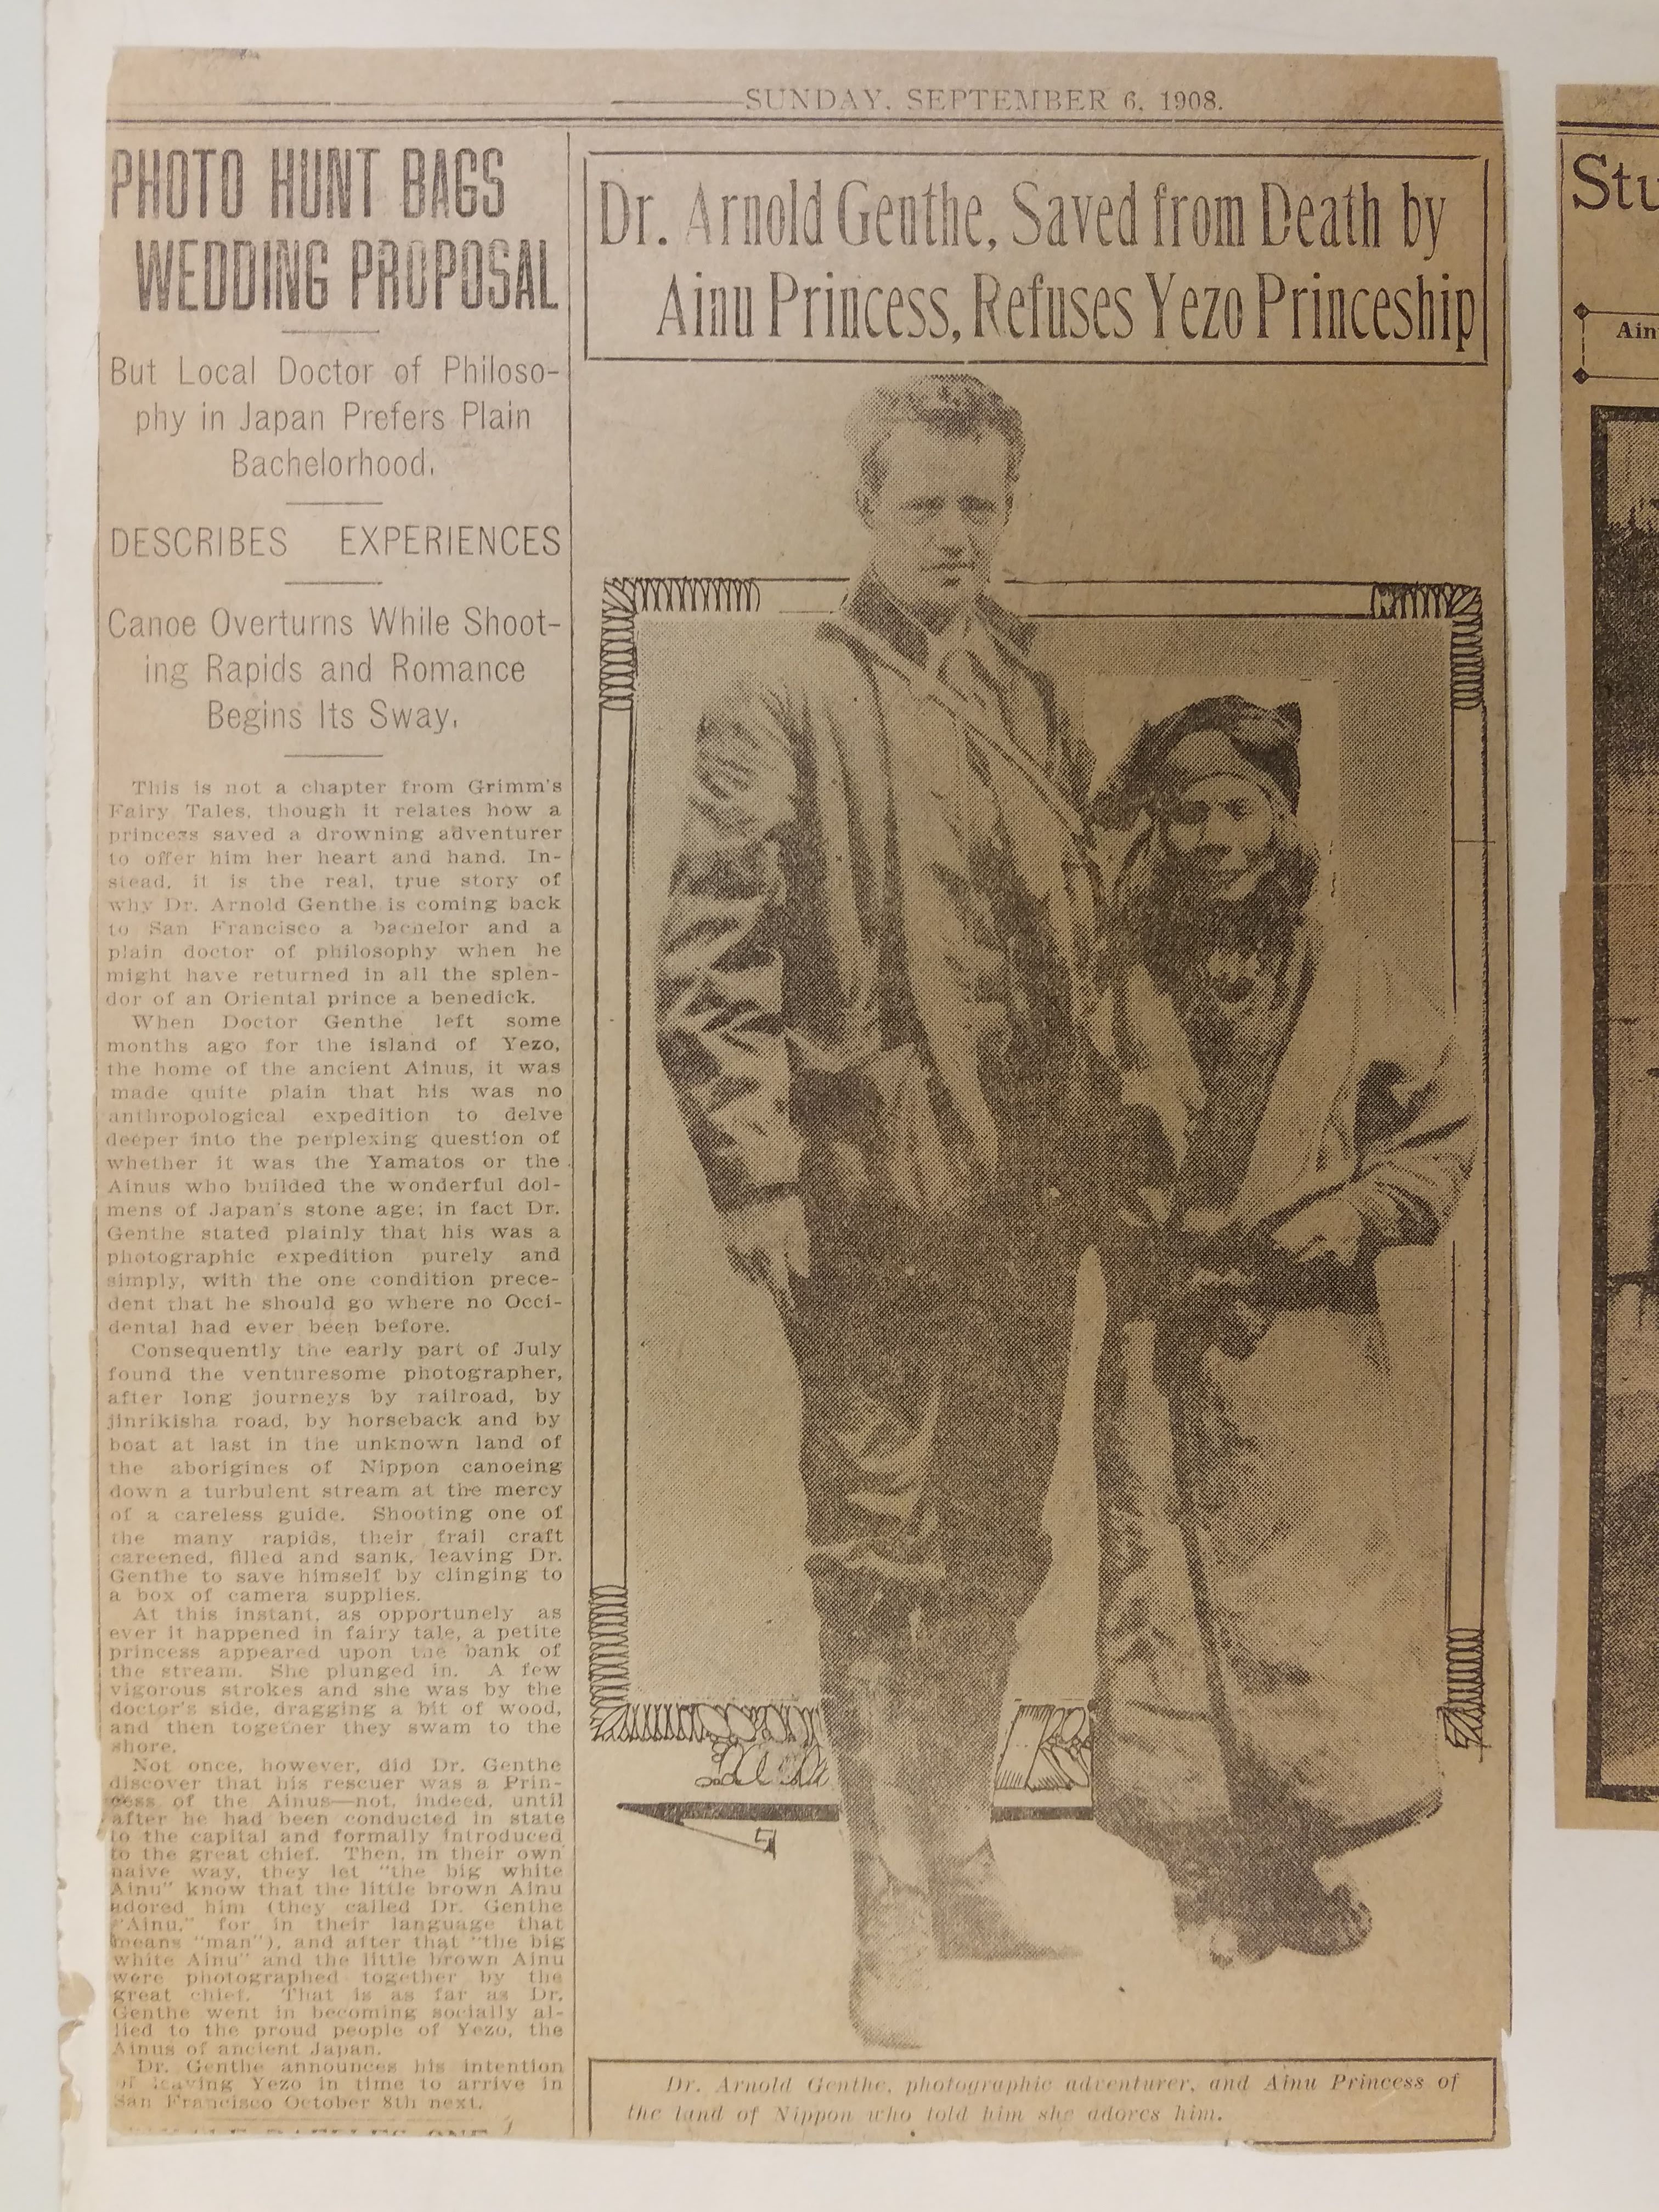 SUNDAY, SEPTEMBER 6, 1908.
PHOTO HUNT BAGS
WEDDING PROPOSAL
But Local Doctor of Philoso-
phy in Japan Prefers Plain
Bachelorhood.
DESCRIBES EXPERIENCES
Canoe Overturns While Shoot-
ing Rapids and Romance
Begins Its Sway.
This is not a chapter from Grimm's
Fairy Tales, though it relates how a
princess saved a drowning adventurer
to offer him her heart and hand. In-
stead, it is the real, true story of
why Dr. Arnold Genthe is coming back
to San Francisco a bachelor and a
plain doctor of philosophy when he
might have returned in all the splen-
dor of an Oriental prince a benedick.
When Doctor Genthe left some
months ago for the island of Yezo,
the home of the ancient Ainus, it was
made quite plain that his was no
anthropological expedition to delve
deeper into the perplexing question of
whether it was the Yamatos or the
Ainus who builded the wonderful dol-
mens of Japan's stone age; in fact Dr.
Genthe stated plainly that his was a
photographic expedition purely and
simply, with the one condition prece-
dent that he should go where no Occi-
dental had ever been before.
Consequently the early part of July
found the venturesome photographer,
after long journeys by railroad, by
jinrikisha road, by horseback and by
boat at last in the unknown land of
the aborigines of Nippon canoeing
down a turbulent stream at the mercy
of a careless guide. Shooting one of
the many rapids, their frail craft
careened, filled and sank, leaving Dr.
Genthe to save himself by clinging to
a box of camera supplies.
At this instant, as opportunely as
ever it happened in fairy tale, a petite
princess appeared upon the bank of
the stream. She plunged in. A few
vigorous strokes and she was by the
doctor's side, dragging a bit of wood,
and then together they swam to the
shore.
Not once, however, did Dr. Genthe
discover that his rescuer was a Prin-
cess of the Ainus—not, indeed, until
after he had been conducted in state
to the capital and formally introduced
to the great chief. Then, in their own
naive way, they let "the big white
Ainu" know that the little brown Ainu
adored him (they called Dr. Genthe
"Ainu," for in their language that
means "man"), and after that "the big
white Ainu" and the little brown Ainu
were photographed together by the
great chief. That is as far as Dr.
Genthe went in becoming socially al-
lied to the proud people of Yezo, the
Ainus of ancient Japan.
Dr. Genthe announces his intention
of leaving Yezo in time to arrive in
San Francisco October 8th next.
Dr. Arnold Genthe, Saved from Death by
Ainu Princess, Refuses Yezo Princeship
Dr. Arnold Genthe, photographic adventurer, and Ainu Princess of
the land of Nippon who told him she adores him.
Stu
Ain